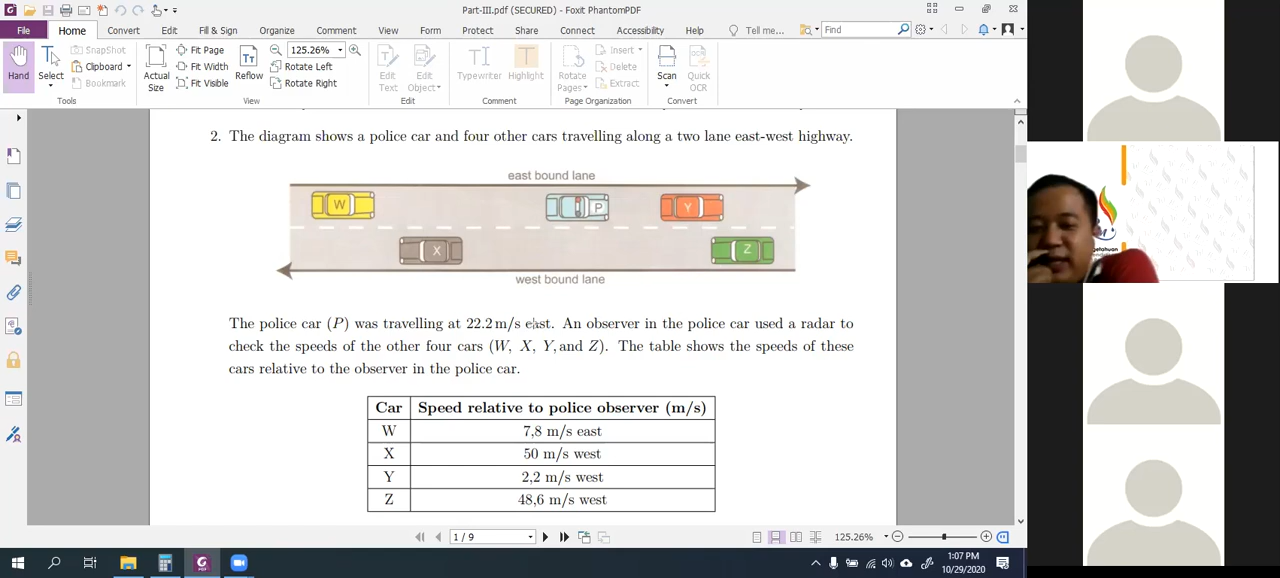 Part-III.pdf (SECURED) - Foxit PhantomPDF
File Home Convert Edit Fill & Sign Organize Comment View Form Protect Share Connect Accessibility Help Tell me... Find
Hand
Select
SnapShot
Clipboard
Bookmark
Tools
Actual Size
Fit Page
Fit Width
Fit Visible
Reflow
125.26%
Rotate Left
Rotate Right
View
Edit Text
Edit Object
Edit
Typewriter
Highlight
Comment
Rotate Pages
Insert
Delete
Extract
Page Organization
Scan
Quick OCR
Convert
2. The diagram shows a police car and four other cars travelling along a two lane east-west highway.
east bound lane
W P Y
X Z
west bound lane
The police car (P) was travelling at 22.2 m/s east. An observer in the police car used a radar to
check the speeds of the other four cars (W, X, Y, and Z). The table shows the speeds of these
cars relative to the observer in the police car.
Car Speed relative to police observer (m/s)
W 7,8 m/s east
X 50 m/s west
Y 2,2 m/s west
Z 48,6 m/s west
1 / 9
125.26%
1:07 PM
10/29/2020